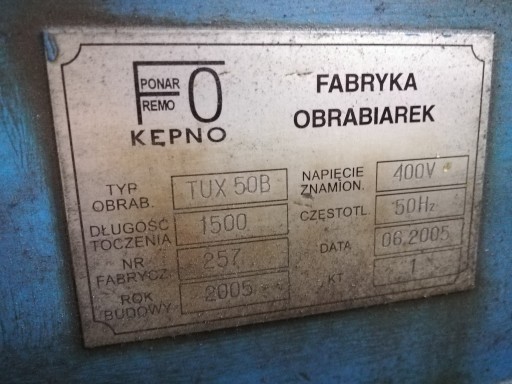 PONAR
REMO
FO
KĘPNO
FABRYKA
OBRABIAREK
TYP
OBRAB.
TUX 50B
DŁUGOŚĆ
TOCZENIA
1500
NR
FABRYCZ.
257
ROK
BUDOWY
2005
NAPIĘCIE
ZNAMION.
400V
CZĘSTOTL.
50Hz
DATA
06.2005
KT
1